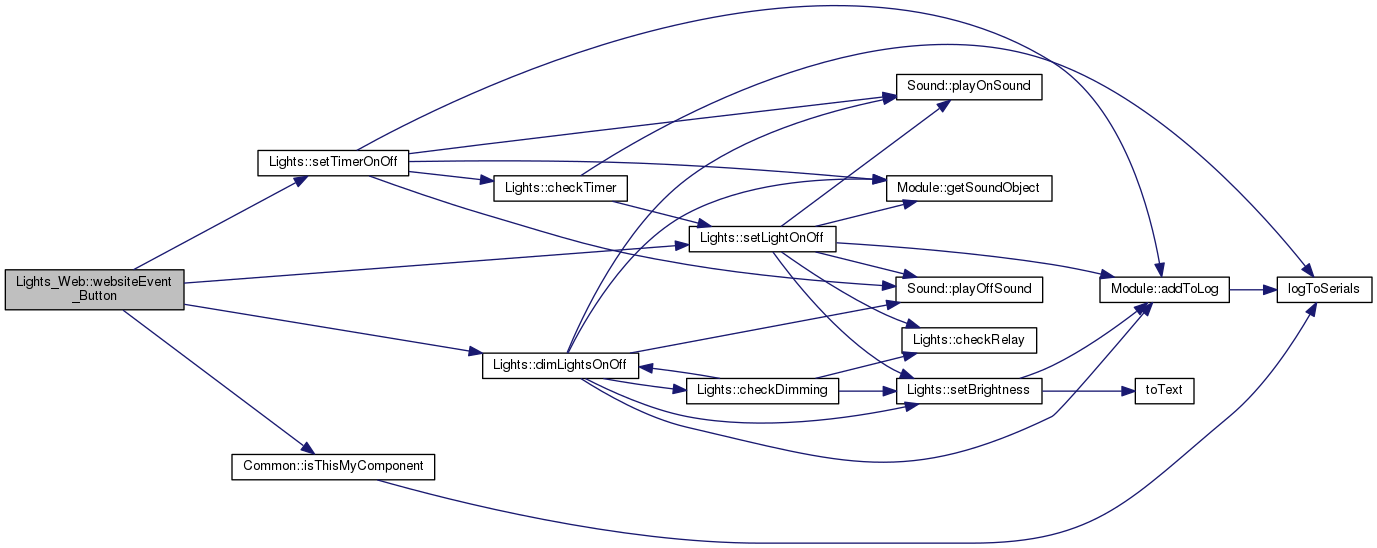 Lights_Web::websiteEvent
_Button
Lights::setTimerOnOff
Lights::checkTimer
Lights::setLightOnOff
Lights::dimLightsOnOff
Lights::checkDimming
Common::isThisMyComponent
Sound::playOnSound
Module::getSoundObject
Sound::playOffSound
Lights::checkRelay
Lights::setBrightness
Module::addToLog
toText
logToSerials